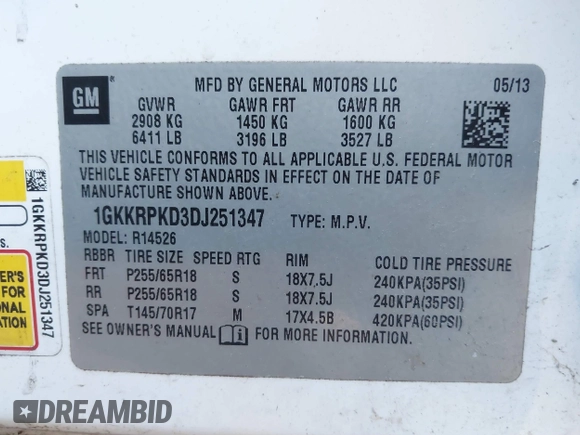 GM
MFD BY GENERAL MOTORS LLC 05/13
GVWR GAWR FRT GAWR RR
2908 KG 1450 KG 1600 KG
6411 LB 3196 LB 3527 LB
THIS VEHICLE CONFORMS TO ALL APPLICABLE U.S. FEDERAL MOTOR
VEHICLE SAFETY STANDARDS IN EFFECT ON THE DATE OF
MANUFACTURE SHOWN ABOVE.
1GKKRPKD3DJ251347 TYPE: M.P.V.
MODEL: R14526
RBBR TIRE SIZE SPEED RTG RIM
FRT P255/65R18 S 18X7.5J 240KPA(35PSI)
RR P255/65R18 S 18X7.5J 240KPA(35PSI)
SPA T145/70R17 M 17X4.5B 420KPA(60PSI)
SEE OWNER'S MANUAL i FOR MORE INFORMATION.
1GKKRPKD3DJ251347
NER'S
FOR
ONAL
ON
DREAMBID